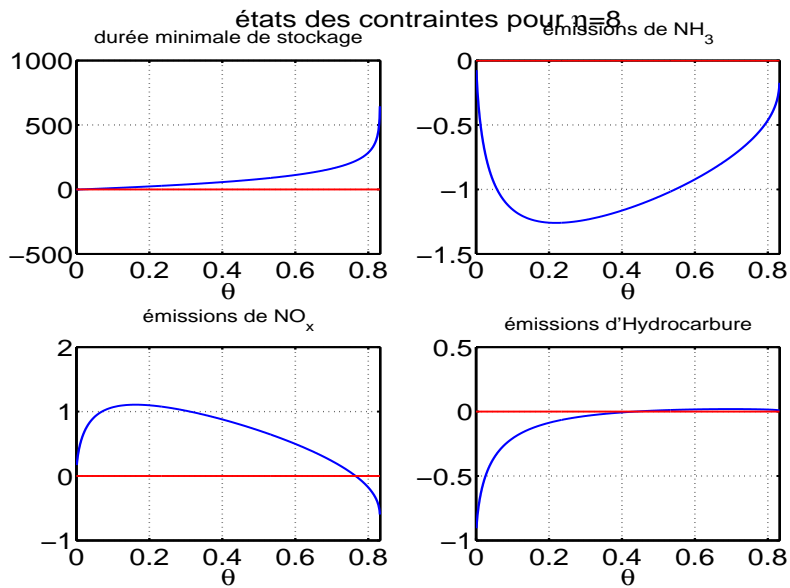 états des contraintes pour η=8
durée minimale de stockage
1000
500
0
−500
0 0.2 0.4 0.6 0.8
θ
émissions de NH3
0
−0.5
−1
−1.5
0 0.2 0.4 0.6 0.8
θ
émissions de NOx
2
1
0
−1
0 0.2 0.4 0.6 0.8
θ
émissions d'Hydrocarbure
0.5
0
−0.5
−1
0 0.2 0.4 0.6 0.8
θ